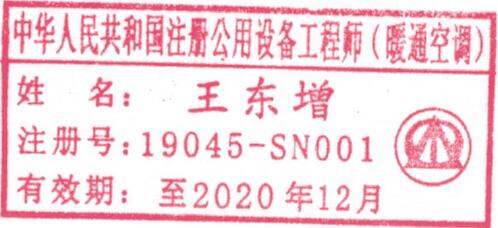 中华人民共和国注册公用设备工程师（暖通空调）
姓 名： 王东增
注册号：19045-SN001
有效期： 至2020年12月